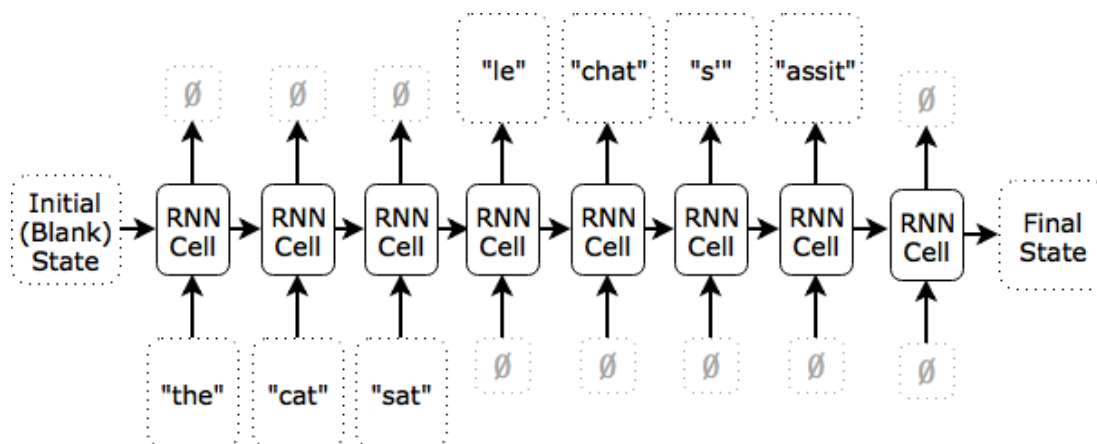 "le" "chat" "s'" "assit"
Ø Ø Ø Ø
Initial (Blank) State
RNN Cell RNN Cell RNN Cell RNN Cell RNN Cell RNN Cell RNN Cell RNN Cell
Final State
"the" "cat" "sat" Ø Ø Ø Ø Ø